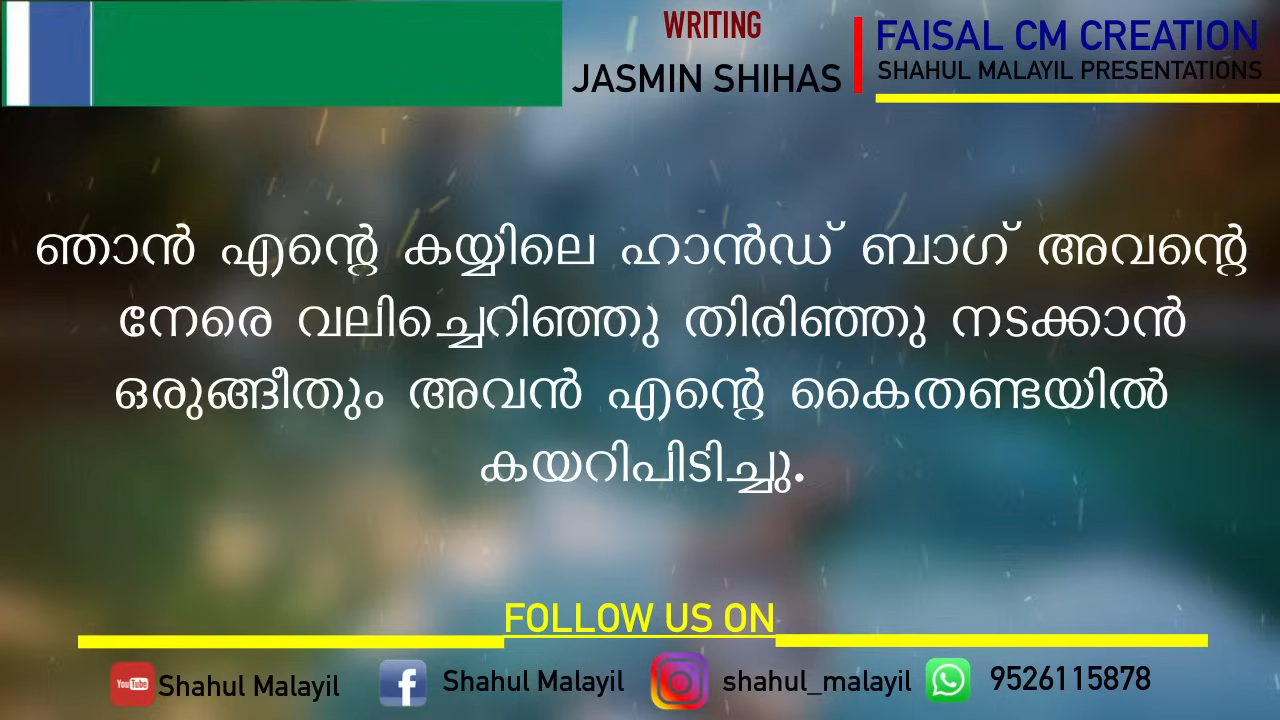 WRITING
JASMIN SHIHAS
FAISAL CM CREATION
SHAHUL MALAYIL PRESENTATIONS
ഞാൻ എന്റെ കയ്യിലെ ഹാൻഡ് ബാഗ് അവന്റെ
നേരെ വലിച്ചെറിഞ്ഞു തിരിഞ്ഞു നടക്കാൻ
ഒരുങ്ങീതും അവൻ എന്റെ കൈതണ്ടയിൽ
കയറിപിടിച്ചു.
FOLLOW US ON
YouTube Shahul Malayil
f Shahul Malayil
shahul_malayil
9526115878